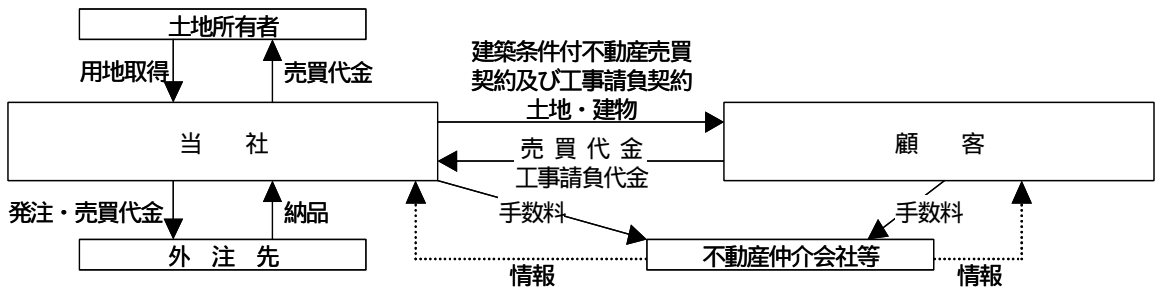 土地所有者
用地取得
売買代金
建築条件付不動産売買
契約及び工事請負契約
土地・建物
当 社
売 買 代 金
工事請負代金
顧 客
発注・売買代金
納品
手数料
手数料
外 注 先
不動産仲介会社等
情報
情報